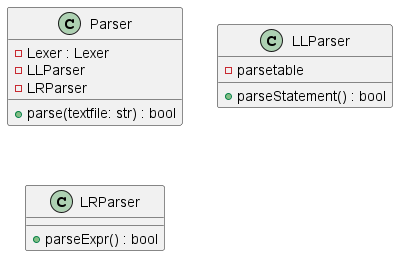 C Parser
Lexer : Lexer
LLParser
LRParser
parse(textfile: str) : bool
C LLParser
parsetable
parseStatement() : bool
C LRParser
parseExpr() : bool